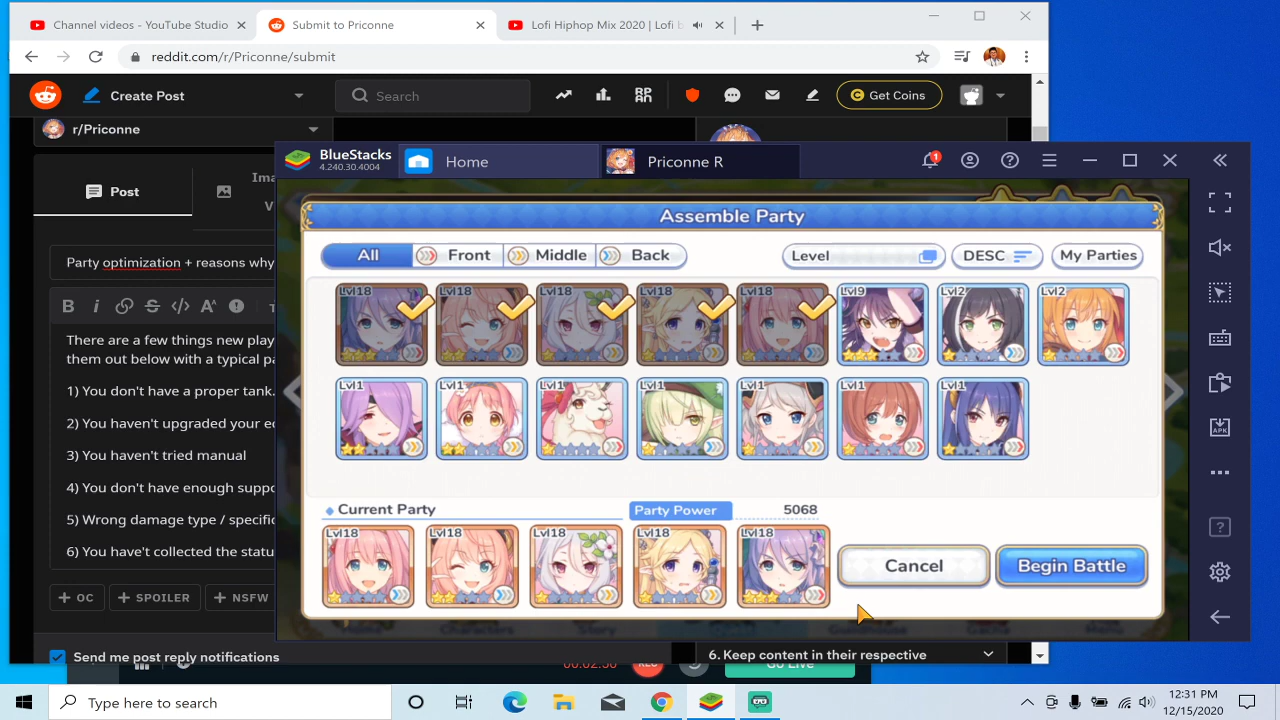 Channel videos - YouTube Studio
Submit to Priconne
Lofi Hiphop Mix 2020 | Lofi b
reddit.com/r/Priconne/submit
Create Post
Search
Get Coins
r/Priconne
BlueStacks
4.240.30.4004
Home
Priconne R
1
Post
Ima
V
Assemble Party
All
Front
Middle
Back
Level
DESC
My Parties
Party optimization + reasons why
B i
There are a few things new play
them out below with a typical pa
1) You don't have a proper tank.
2) You haven't upgraded your ec
3) You haven't tried manual
4) You don't have enough suppo
5) Wrong damage type / specific
6) You have't collected the statu
Lvl18 Lvl18 Lvl18 Lvl18 Lvl18 Lvl9 Lvl2 Lvl2
Lvl1 Lvl1 Lvl1 Lvl1 Lvl1 Lvl1 Lvl1
Current Party
Party Power
5068
Lvl18 Lvl18 Lvl18 Lvl18 Lvl18
Cancel
Begin Battle
+ OC
+ SPOILER
+ NSFW
Send me post reply notifications
6. Keep content in their respective
REC
Go Live
Type here to search
12:31 PM
12/15/2020